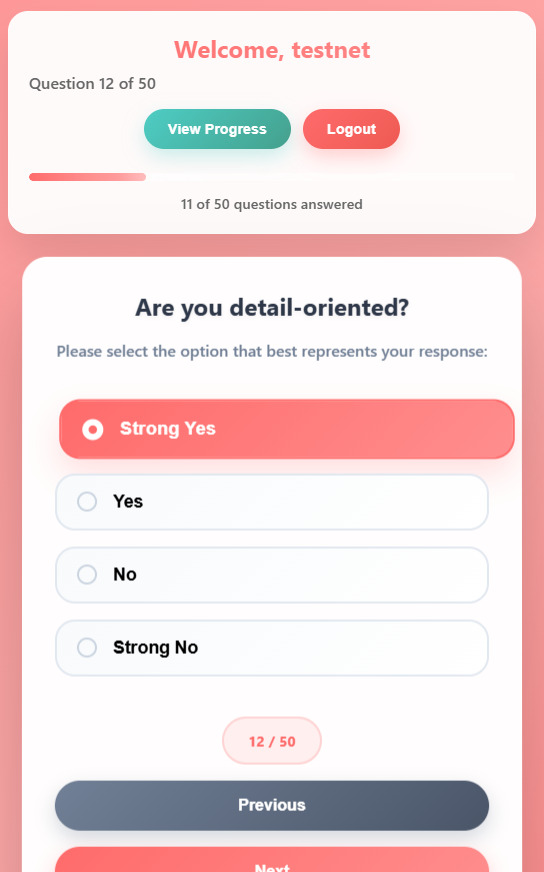 Welcome, testnet
Question 12 of 50
View Progress
Logout
11 of 50 questions answered
Are you detail-oriented?
Please select the option that best represents your response:
Strong Yes
Yes
No
Strong No
12 / 50
Previous
Next